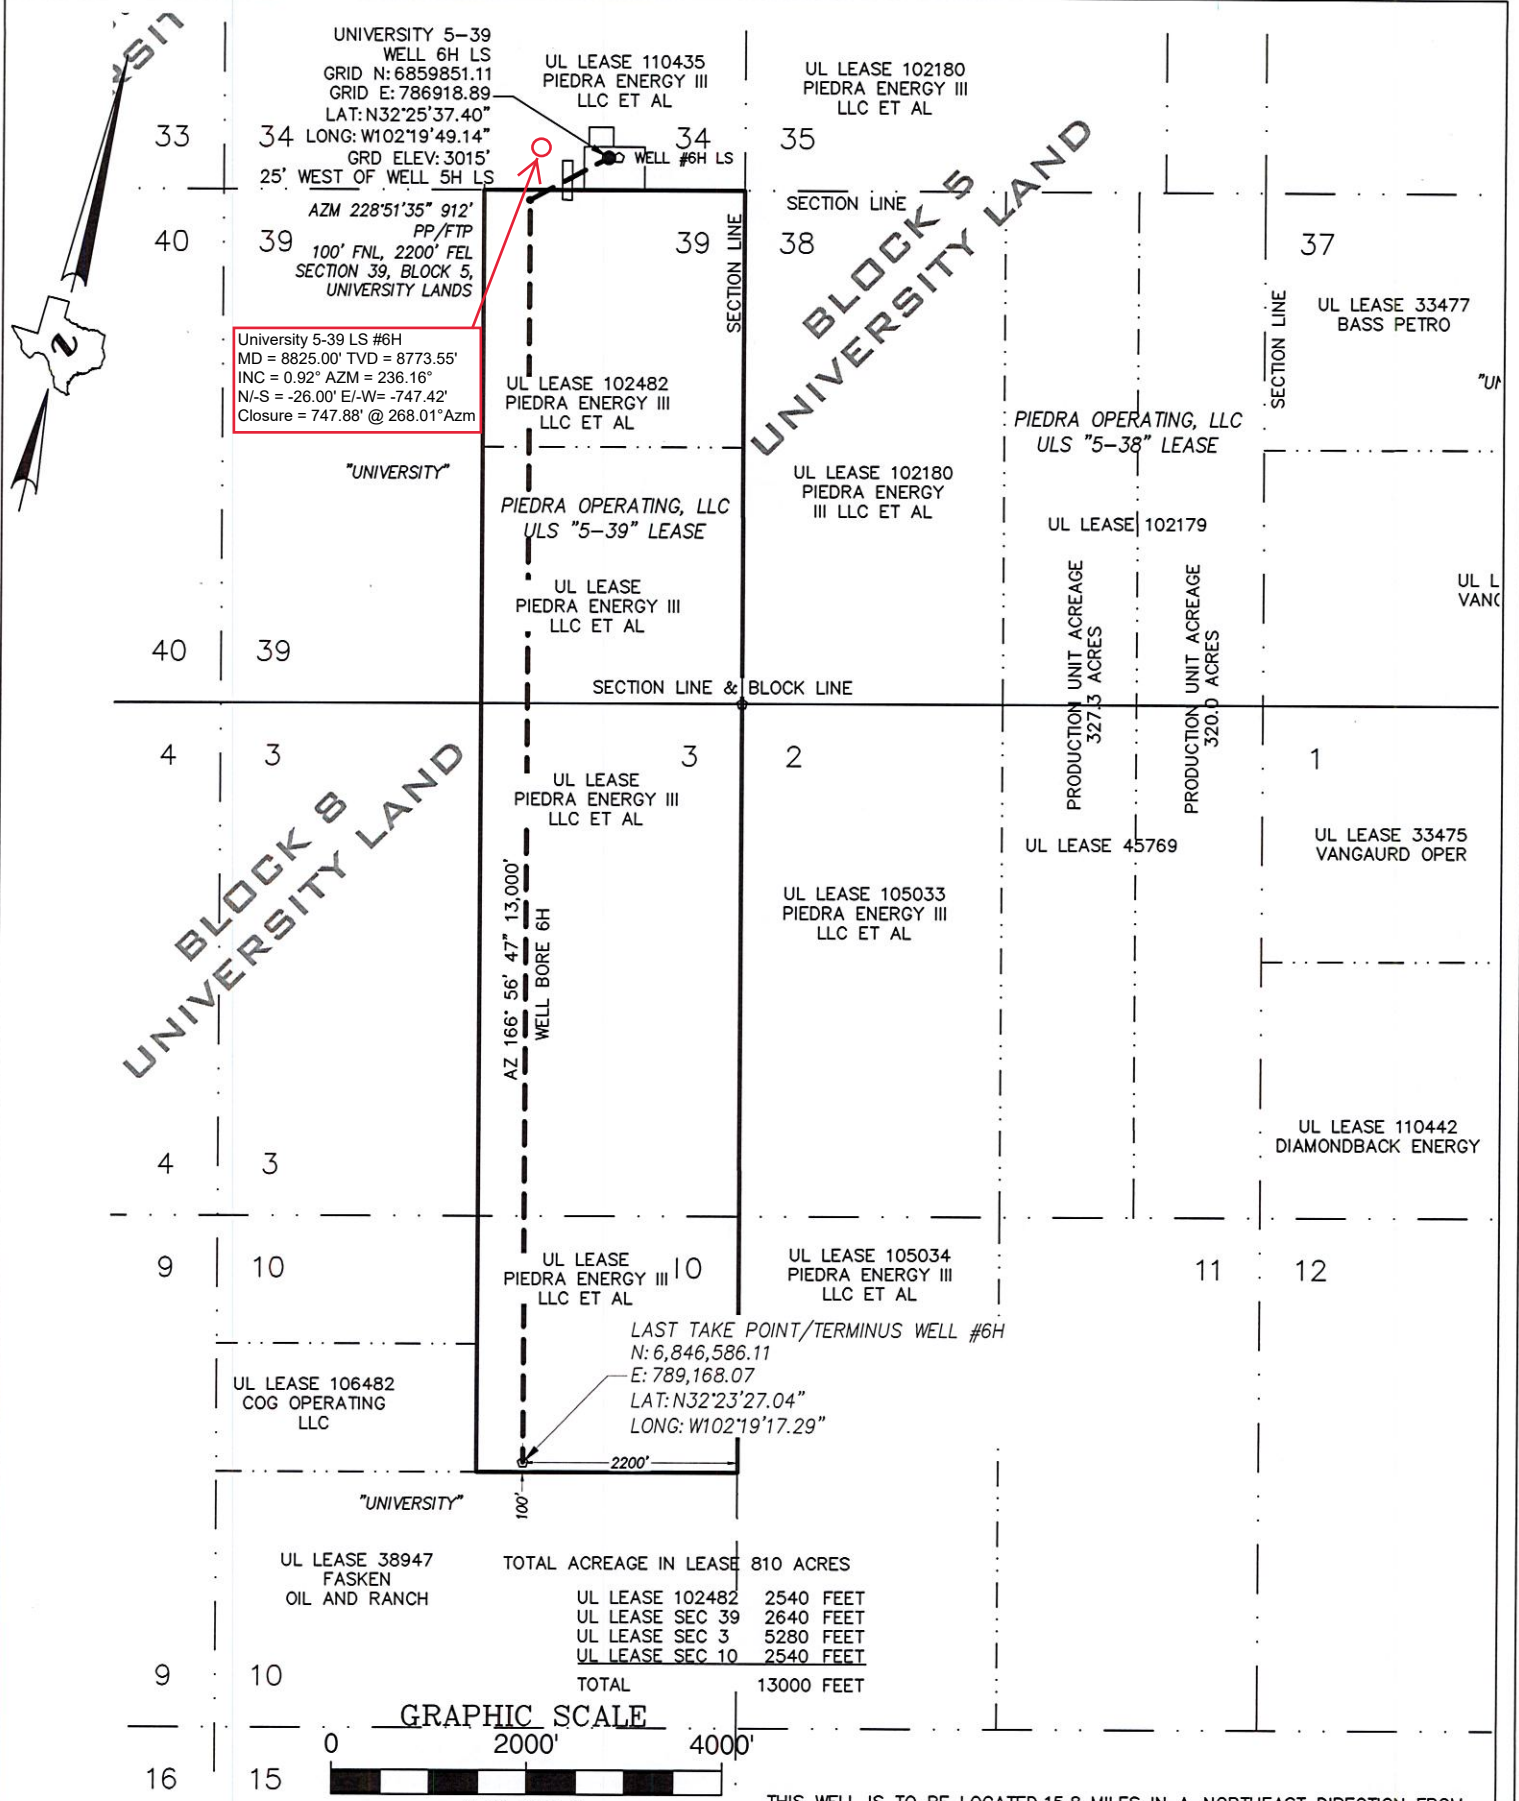 UNIVERSITY 5-39
WELL 6H LS
GRID N: 6859851.11
GRID E: 786918.89
LAT: N32°25'37.40"
LONG: W102°19'49.14"
GRD ELEV: 3015'
25' WEST OF WELL 5H LS
UL LEASE 110435
PIEDRA ENERGY III
LLC ET AL
UL LEASE 102180
PIEDRA ENERGY III
LLC ET AL
33
34
34
35
WELL #6H LS
AZM 228°51'35" 912'
PP/FTP
100' FNL, 2200' FEL
SECTION 39, BLOCK 5,
UNIVERSITY LANDS
40
39
39
38
37
SECTION LINE
SECTION LINE
SECTION LINE
BLOCK 5
UNIVERSITY LAND
UL LEASE 33477
BASS PETRO
University 5-39 LS #6H
MD = 8825.00' TVD = 8773.55'
INC = 0.92° AZM = 236.16°
N/-S = -26.00' E/-W= -747.42'
Closure = 747.88' @ 268.01°Azm
UL LEASE 102482
PIEDRA ENERGY III
LLC ET AL
PIEDRA OPERATING, LLC
ULS "5-38" LEASE
"UNIVERSITY"
UL LEASE 102180
PIEDRA ENERGY
III LLC ET AL
PIEDRA OPERATING, LLC
ULS "5-39" LEASE
UL LEASE 102179
UL LEASE
PIEDRA ENERGY III
LLC ET AL
PRODUCTION UNIT ACREAGE
327.3 ACRES
PRODUCTION UNIT ACREAGE
320.0 ACRES
UL L
40
39
SECTION LINE & BLOCK LINE
4
3
3
2
1
UL LEASE
PIEDRA ENERGY III
LLC ET AL
BLOCK 8
UNIVERSITY LAND
UL LEASE 45769
UL LEASE 33475
VANGAURD OPER
AZ 166° 56' 47" 13,000'
WELL BORE 6H
UL LEASE 105033
PIEDRA ENERGY III
LLC ET AL
UL LEASE 110442
DIAMONDBACK ENERGY
4
3
9
10
10
11
12
UL LEASE
PIEDRA ENERGY III
LLC ET AL
UL LEASE 105034
PIEDRA ENERGY III
LLC ET AL
LAST TAKE POINT/TERMINUS WELL #6H
N: 6,846,586.11
E: 789,168.07
LAT: N32°23'27.04"
LONG: W102°19'17.29"
UL LEASE 106482
COG OPERATING
LLC
2200'
100'
"UNIVERSITY"
UL LEASE 38947
FASKEN
OIL AND RANCH
TOTAL ACREAGE IN LEASE 810 ACRES
UL LEASE 102482 2540 FEET
UL LEASE SEC 39 2640 FEET
UL LEASE SEC 3 5280 FEET
UL LEASE SEC 10 2540 FEET
TOTAL 13000 FEET
9
10
GRAPHIC SCALE
0 2000' 4000'
16
15
THIS WELL IS TO BE LOCATED 15.8 MILES IN A NORTHEAST DIRECTION FROM